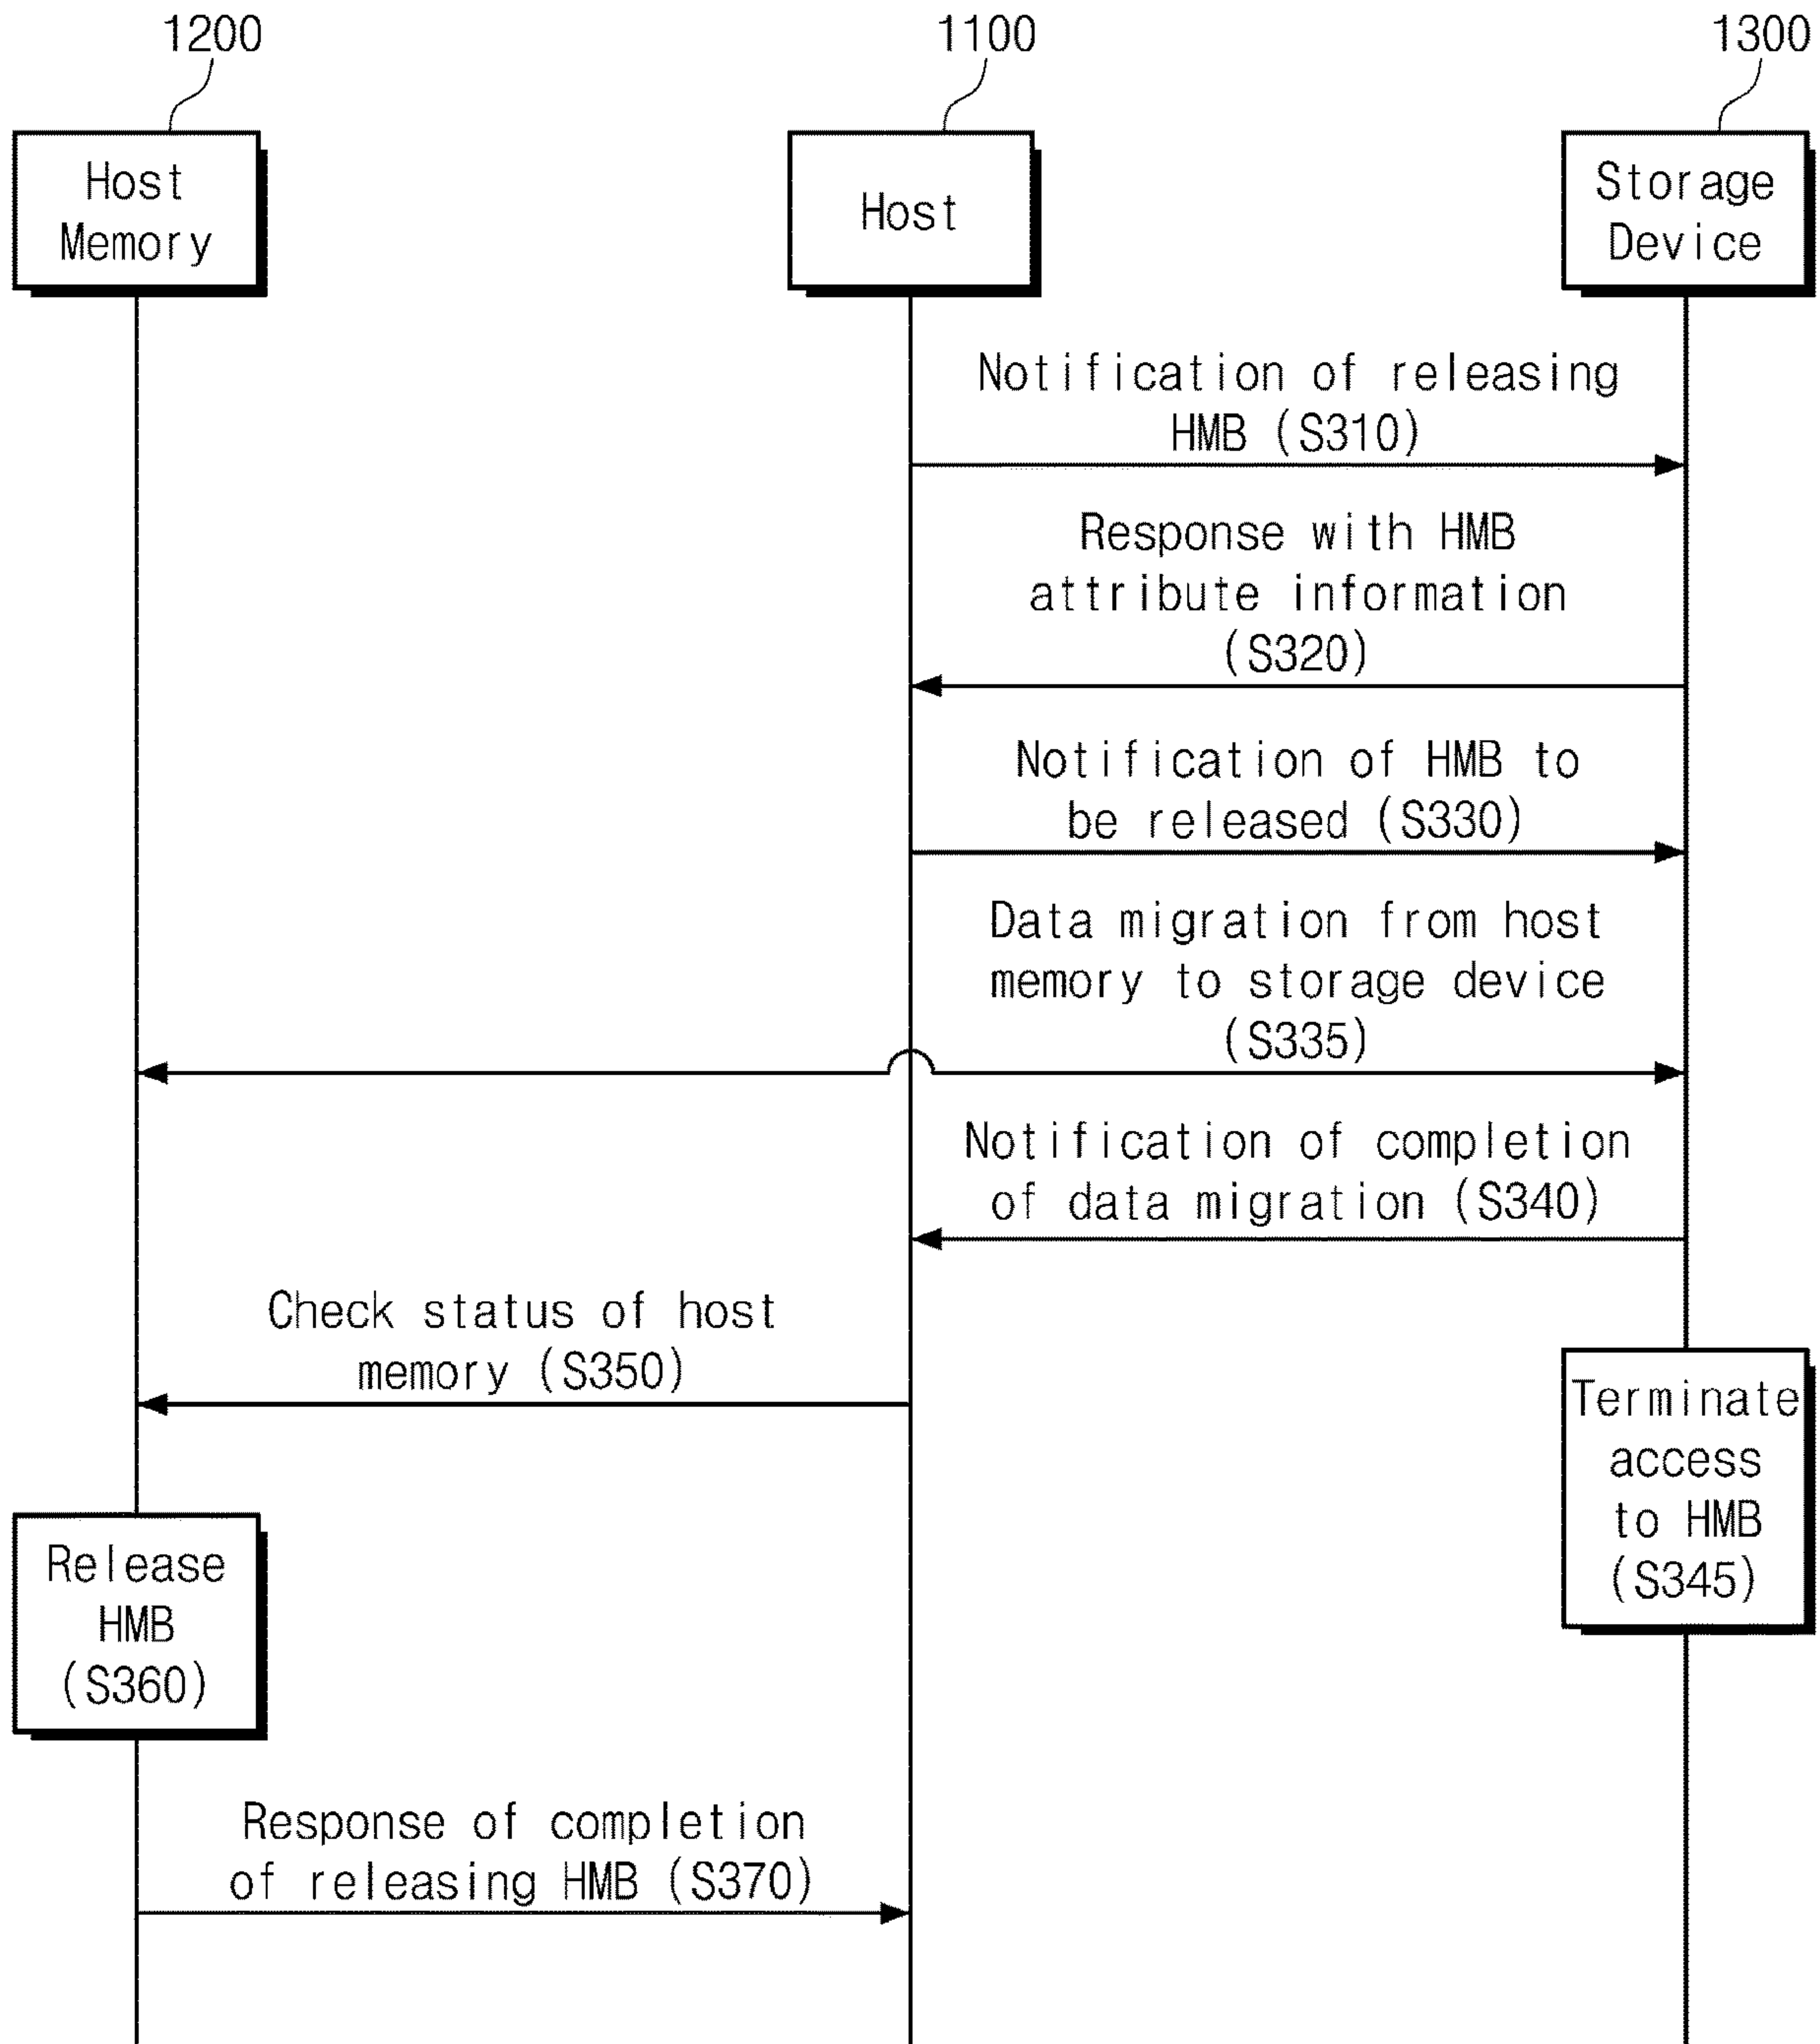 1200
1100
1300
Host
Memory
Host
Storage
Device
Notification of releasing
HMB (S310)
Response with HMB
attribute information
(S320)
Notification of HMB to
be released (S330)
Data migration from host
memory to storage device
(S335)
Notification of completion
of data migration (S340)
Check status of host
memory (S350)
Terminate
access
to HMB
(S345)
Release
HMB
(S360)
Response of completion
of releasing HMB (S370)